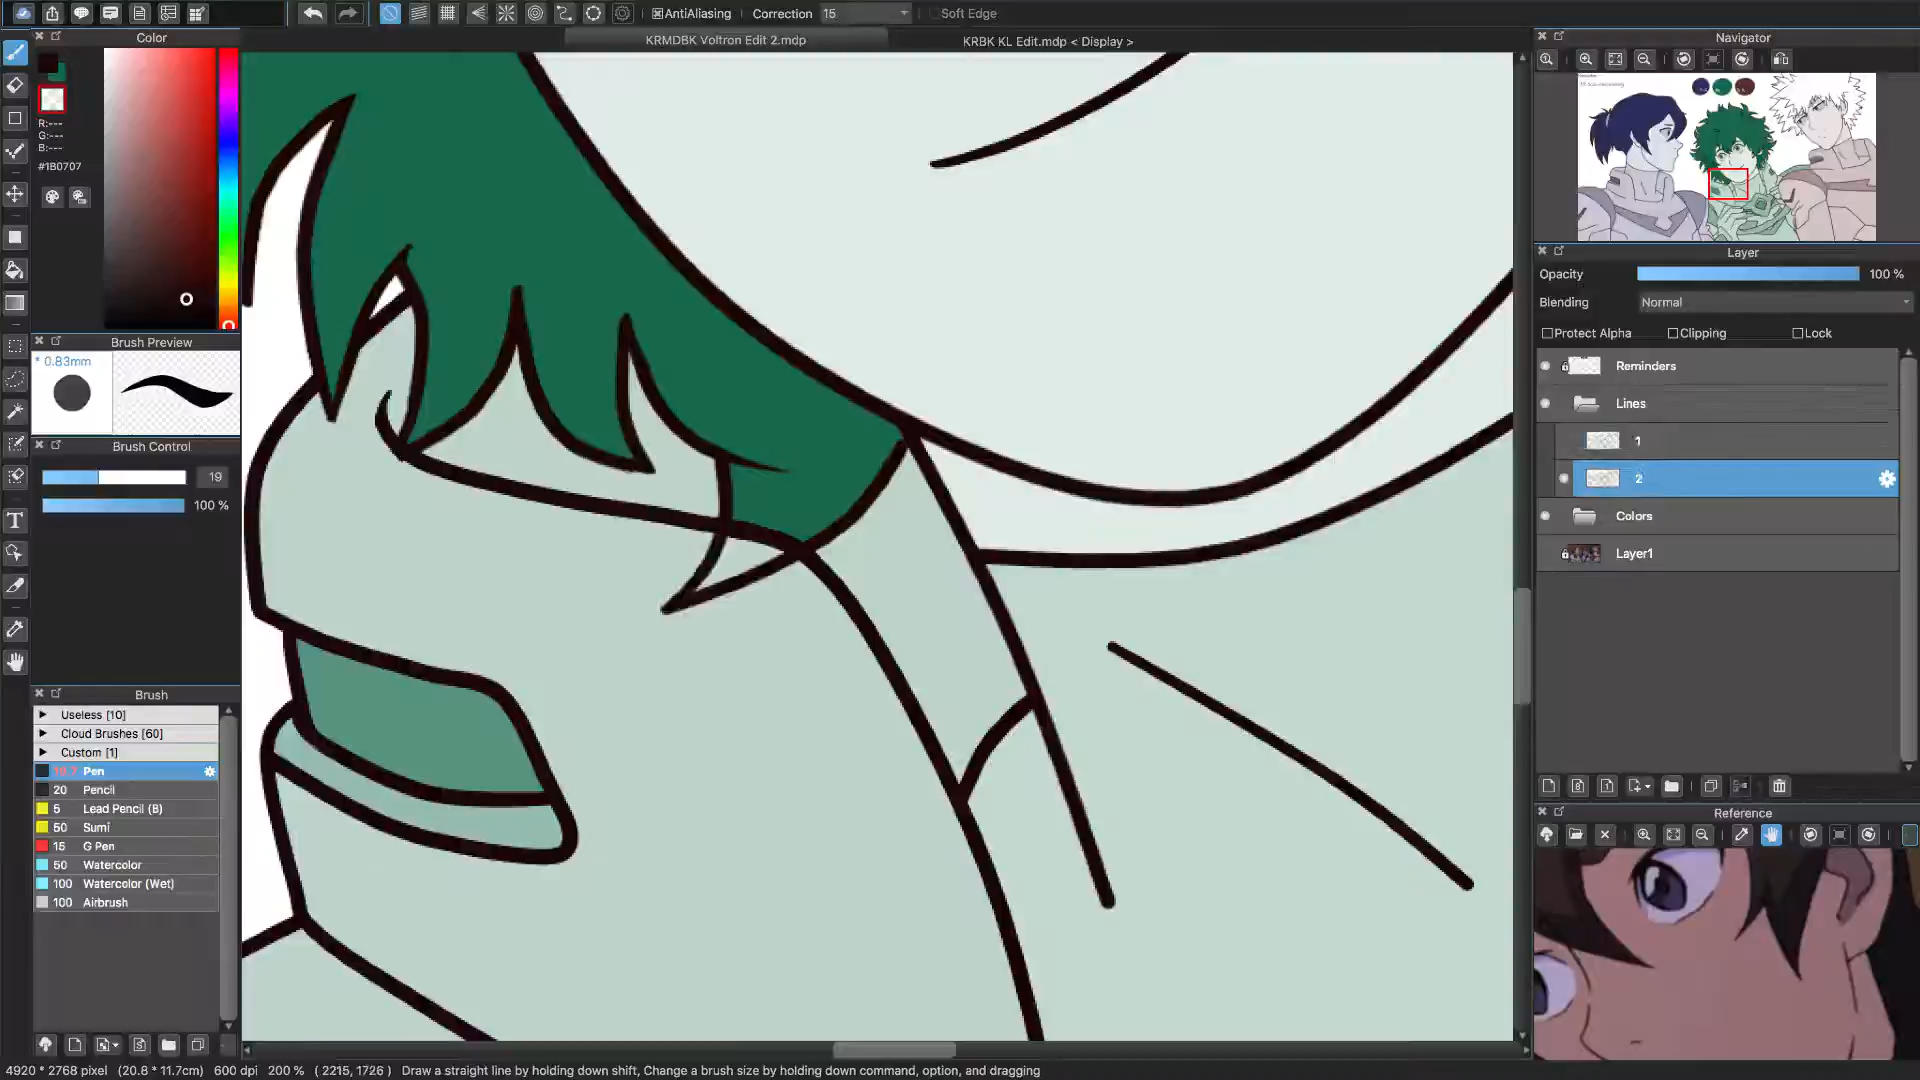 AntiAliasing
Correction
15
Soft Edge
Color
KRMDBK Voltron Edit 2.mdp
KRBK KL Edit.mdp < Display >
Navigator
R:---
G:---
B:---
#1B0707
Layer
Opacity
100 %
Blending
Normal
Protect Alpha
Clipping
Lock
Brush Preview
* 0.83mm
Reminders
Lines
1
2
Brush Control
19
100 %
Colors
Layer1
Brush
Useless [10]
Cloud Brushes [60]
Custom [1]
Pen
20 Pencil
5 Lead Pencil (B)
50 Sumi
15 G Pen
50 Watercolor
100 Watercolor (Wet)
100 Airbrush
Reference
4920 * 2768 pixel (20.8 * 11.7cm) 600 dpi 200 % ( 2215, 1726 ) Draw a straight line by holding down shift, Change a brush size by holding down command, option, and dragging